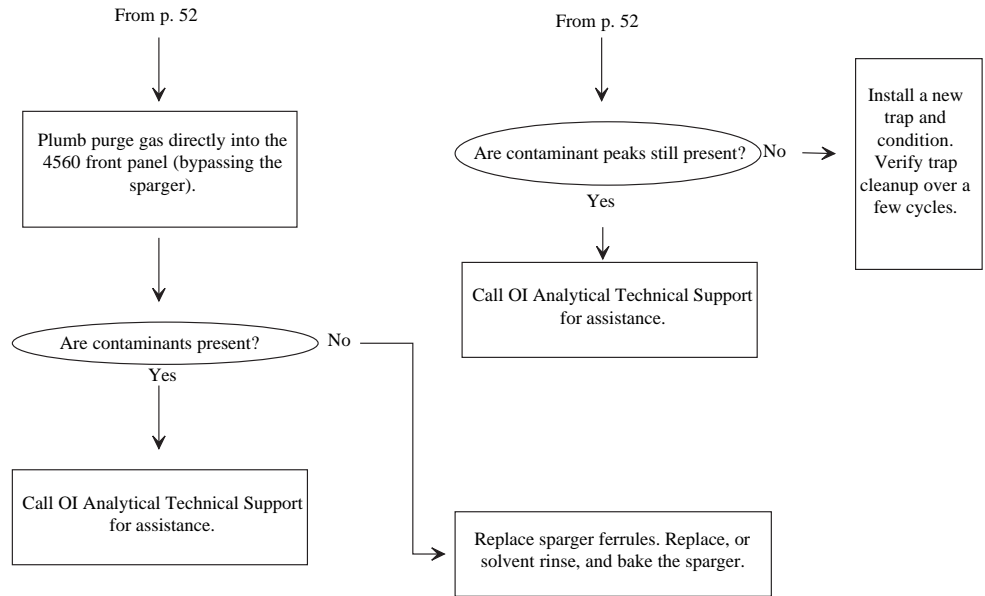 From p. 52
Plumb purge gas directly into the
4560 front panel (bypassing the
sparger).
Are contaminants present?
No
Yes
Call OI Analytical Technical Support
for assistance.
Replace sparger ferrules. Replace, or
solvent rinse, and bake the sparger.
From p. 52
Are contaminant peaks still present?
No
Yes
Call OI Analytical Technical Support
for assistance.
Install a new
trap and
condition.
Verify trap
cleanup over a
few cycles.